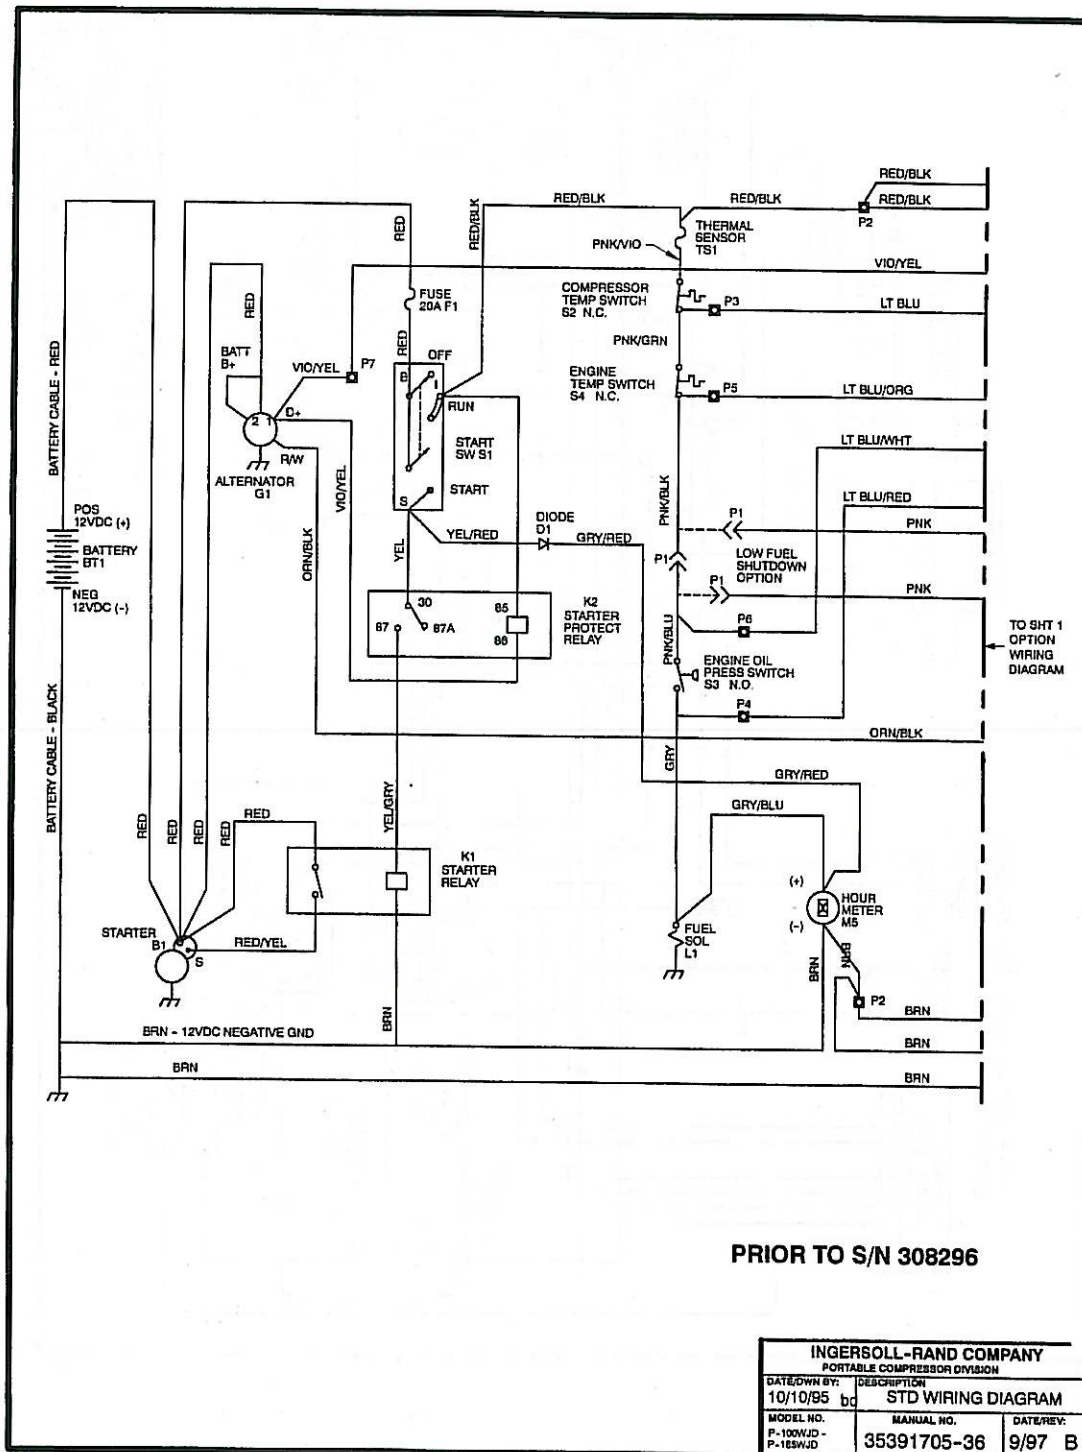 RED/BLK
RED/BLK
RED/BLK
RED/BLK
P2
RED
RED/BLK
THERMAL
SENSOR
TS1
PNK/VIO
VIO/YEL
RED
FUSE
20A F1
COMPRESSOR
TEMP SWITCH
S2 N.C.
P3
LT BLU
BATT
B+
VIO/YEL
P7
RED
OFF
B
PNK/GRN
ENGINE
TEMP SWITCH
S4 N.C.
P5
LT BLU/ORG
BATTERY CABLE - RED
2 1
D+
RUN
R/W
START
SW S1
ALTERNATOR
G1
VIO/YEL
S
START
LT BLU/WHT
PNK/BLK
LT BLU/RED
POS
12VDC (+)
BATTERY
BT1
NEG
12VDC (-)
ORN/BLK
YEL
YEL/RED
DIODE
D1
GRY/RED
P1
PNK
P1
LOW FUEL
SHUTDOWN
OPTION
P1
PNK
30
87
87A
85
86
K2
STARTER
PROTECT
RELAY
PNK/BLU
P6
TO SHT 1
OPTION
WIRING
DIAGRAM
ENGINE OIL
PRESS SWITCH
S3 N.O.
P4
BATTERY CABLE - BLACK
ORN/BLK
GRY
GRY/RED
GRY/BLU
YEL/GRY
RED
RED
RED
RED
RED
K1
STARTER
RELAY
(+)
HOUR
METER
M5
(-)
STARTER
B1
S
RED/YEL
FUEL
SOL
L1
BRN
BRN
P2
BRN
BRN
BRN - 12VDC NEGATIVE GND
BRN
BRN
BRN
PRIOR TO S/N 308296
INGERSOLL-RAND COMPANY
PORTABLE COMPRESSOR DIVISION
DATE/DWN BY:
10/10/95 bd
DESCRIPTION
STD WIRING DIAGRAM
MODEL NO.
P-100WJD -
P-185WJD
MANUAL NO.
35391705-36
DATE/REV:
9/97 B